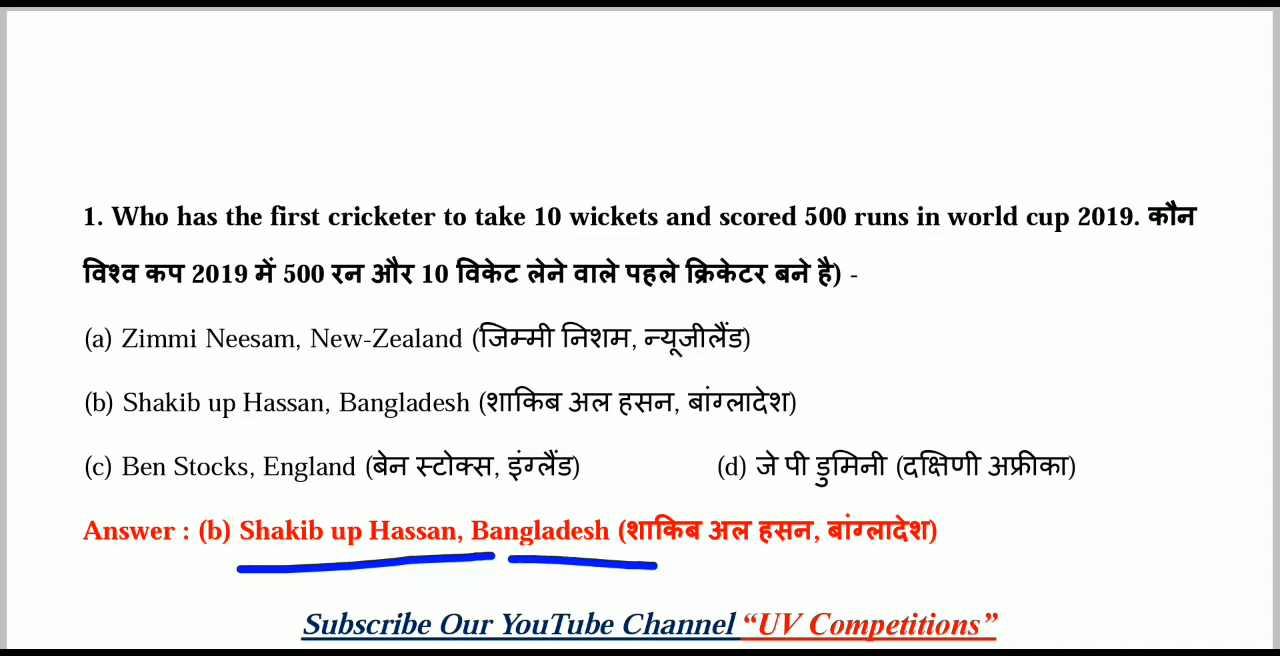 1. Who has the first cricketer to take 10 wickets and scored 500 runs in world cup 2019. कौन
विश्व कप 2019 में 500 रन और 10 विकेट लेने वाले पहले क्रिकेटर बने है) -
(a) Zimmi Neesam, New-Zealand (जिम्मी निशम, न्यूजीलैंड)
(b) Shakib up Hassan, Bangladesh (शाकिब अल हसन, बांग्लादेश)
(c) Ben Stocks, England (बेन स्टोक्स, इंग्लैंड) (d) जे पी डुमिनी (दक्षिणी अफ्रीका)
Answer : (b) Shakib up Hassan, Bangladesh (शाकिब अल हसन, बांग्लादेश)
Subscribe Our YouTube Channel “UV Competitions”